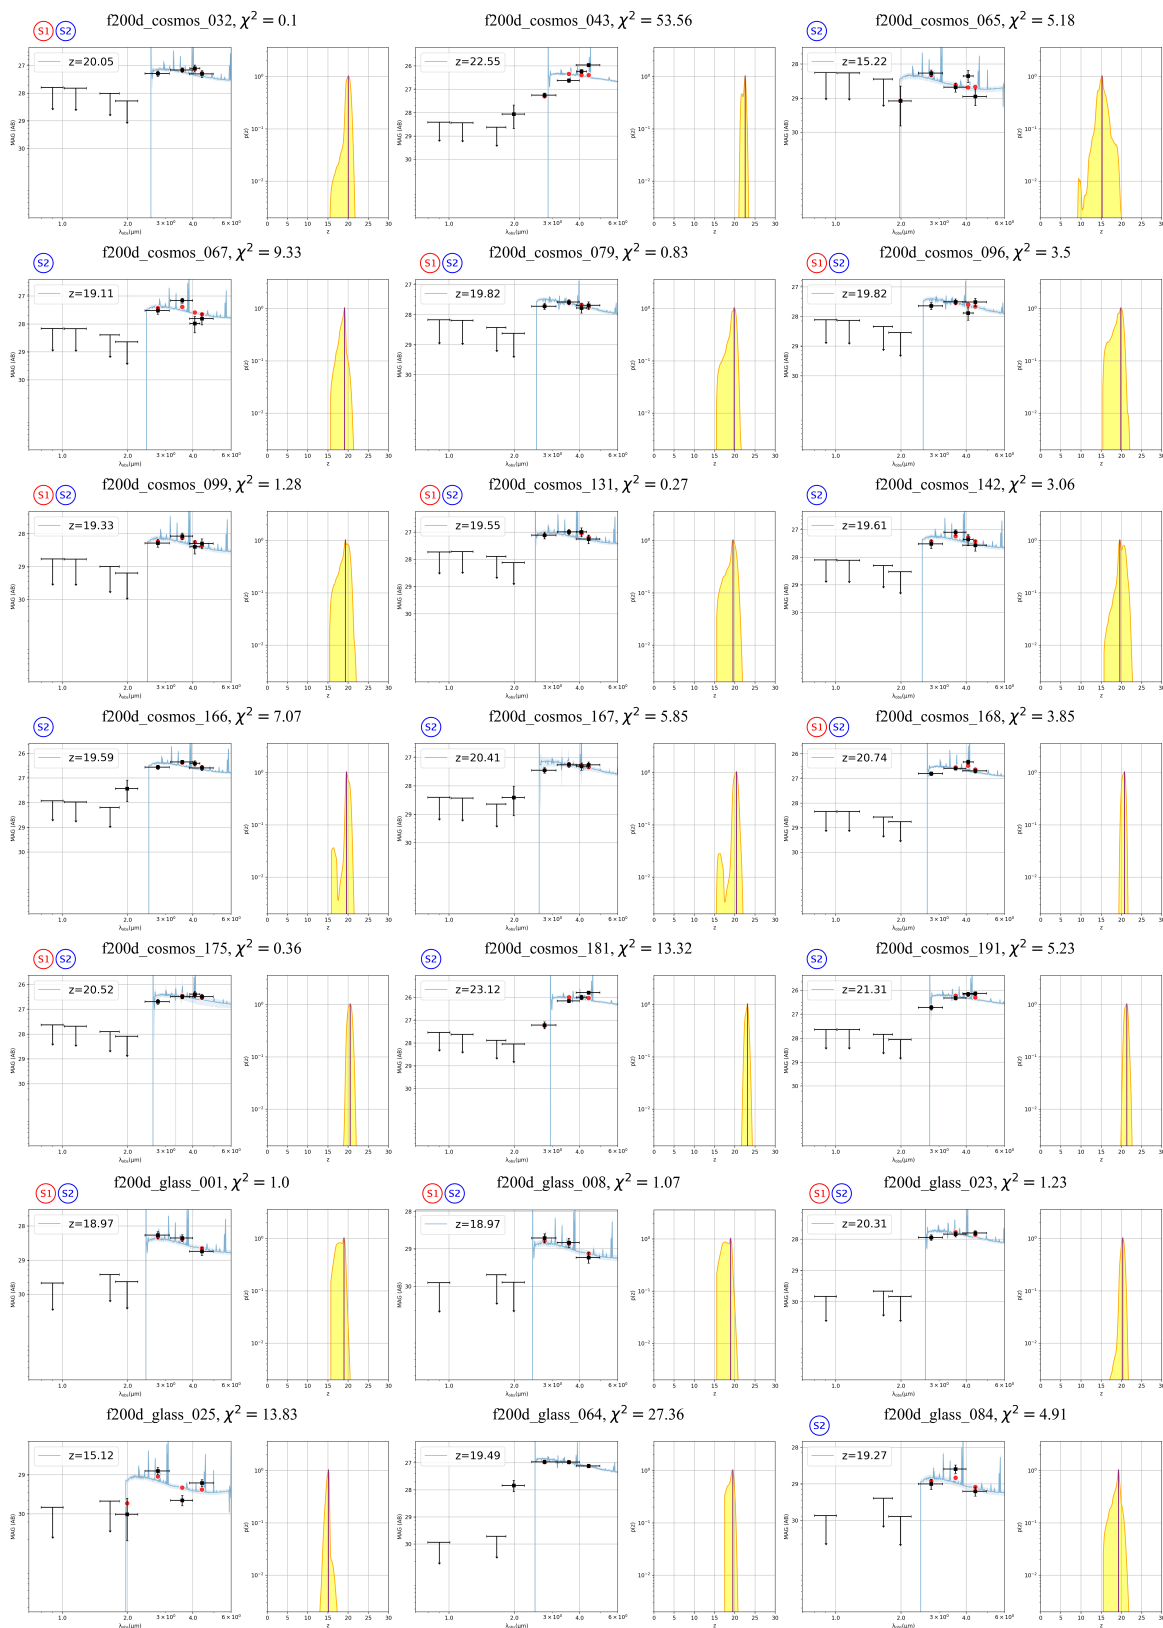 f200d_cosmos_032, χ² = 0.1
S1 S2
z=20.05
f200d_cosmos_043, χ² = 53.56
z=22.55
f200d_cosmos_065, χ² = 5.18
S2
z=15.22
f200d_cosmos_067, χ² = 9.33
S2
z=19.11
f200d_cosmos_079, χ² = 0.83
S1 S2
z=19.82
f200d_cosmos_096, χ² = 3.5
S1 S2
z=19.82
f200d_cosmos_099, χ² = 1.28
S1 S2
z=19.33
f200d_cosmos_131, χ² = 0.27
S1 S2
z=19.55
f200d_cosmos_142, χ² = 3.06
S2
z=19.61
f200d_cosmos_166, χ² = 7.07
S2
z=19.59
f200d_cosmos_167, χ² = 5.85
S2
z=20.41
f200d_cosmos_168, χ² = 3.85
S1 S2
z=20.74
f200d_cosmos_175, χ² = 0.36
S1 S2
z=20.52
f200d_cosmos_181, χ² = 13.32
S2
z=23.12
f200d_cosmos_191, χ² = 5.23
S2
z=21.31
f200d_glass_001, χ² = 1.0
S1 S2
z=18.97
f200d_glass_008, χ² = 1.07
S1 S2
z=18.97
f200d_glass_023, χ² = 1.23
S1 S2
z=20.31
f200d_glass_025, χ² = 13.83
z=15.12
f200d_glass_064, χ² = 27.36
z=19.49
f200d_glass_084, χ² = 4.91
S2
z=19.27
MAG (AB)
λobs(μm)
p(z)
z